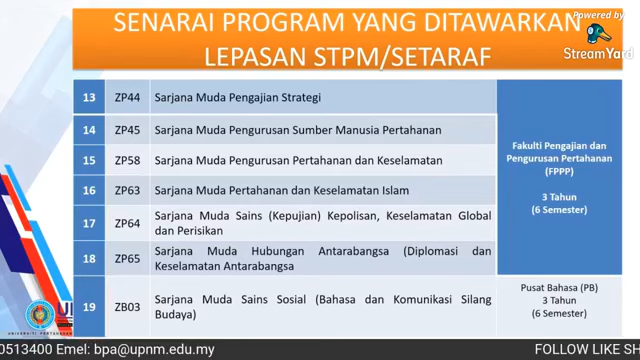 SENARAI PROGRAM YANG DITAWARKAN
LEPASAN STPM/SETARAF
Powered by
StreamYard
13 ZP44 Sarjana Muda Pengajian Strategi
14 ZP45 Sarjana Muda Pengurusan Sumber Manusia Pertahanan
15 ZP58 Sarjana Muda Pengurusan Pertahanan dan Keselamatan
16 ZP63 Sarjana Muda Pertahanan dan Keselamatan Islam
17 ZP64 Sarjana Muda Sains (Kepujian) Kepolisan, Keselamatan Global
dan Perisikan
18 ZP65 Sarjana Muda Hubungan Antarabangsa (Diplomasi dan
Keselamatan Antarabangsa
Fakulti Pengajian dan
Pengurusan Pertahanan
(FPPP)
3 Tahun
(6 Semester)
19 ZB03 Sarjana Muda Sains Sosial (Bahasa dan Komunikasi Silang
Budaya)
Pusat Bahasa (PB)
3 Tahun
(6 Semester)
UNIVERSITI PERTAHANAN
0513400 Emel: bpa@upnm.edu.my
FOLLOW LIKE SH